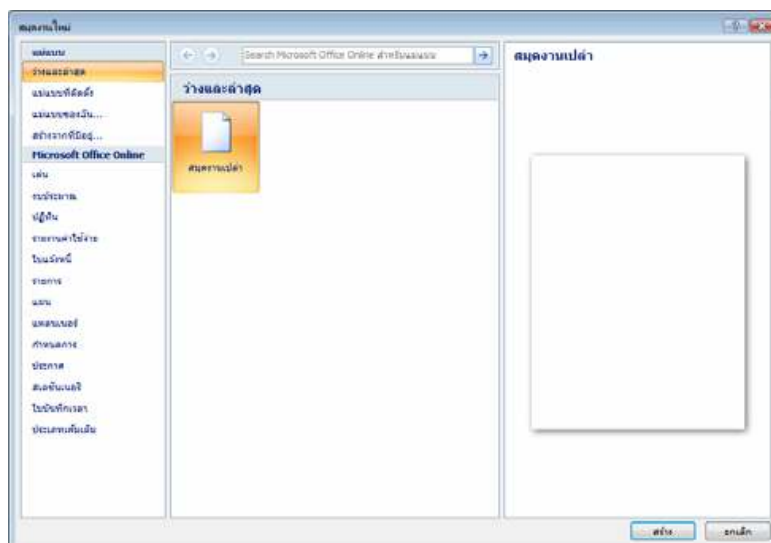 สมุดงานใหม่
แม่แบบ
ว่างและล่าสุด
แม่แบบที่ติดตั้ง
แม่แบบของฉัน...
สร้างจากที่มีอยู่...
Microsoft Office Online
เด่น
งบประมาณ
ปฏิทิน
รายงานค่าใช้จ่าย
ใบแจ้งหนี้
รายการ
แผน
แพลนเนอร์
กำหนดการ
ประกาศ
สเตชันเนอรี
ใบบันทึกเวลา
ประเภทเพิ่มเติม
Search Microsoft Office Online สำหรับแม่แบบ
ว่างและล่าสุด
สมุดงานเปล่า
สมุดงานเปล่า
สร้าง
ยกเลิก